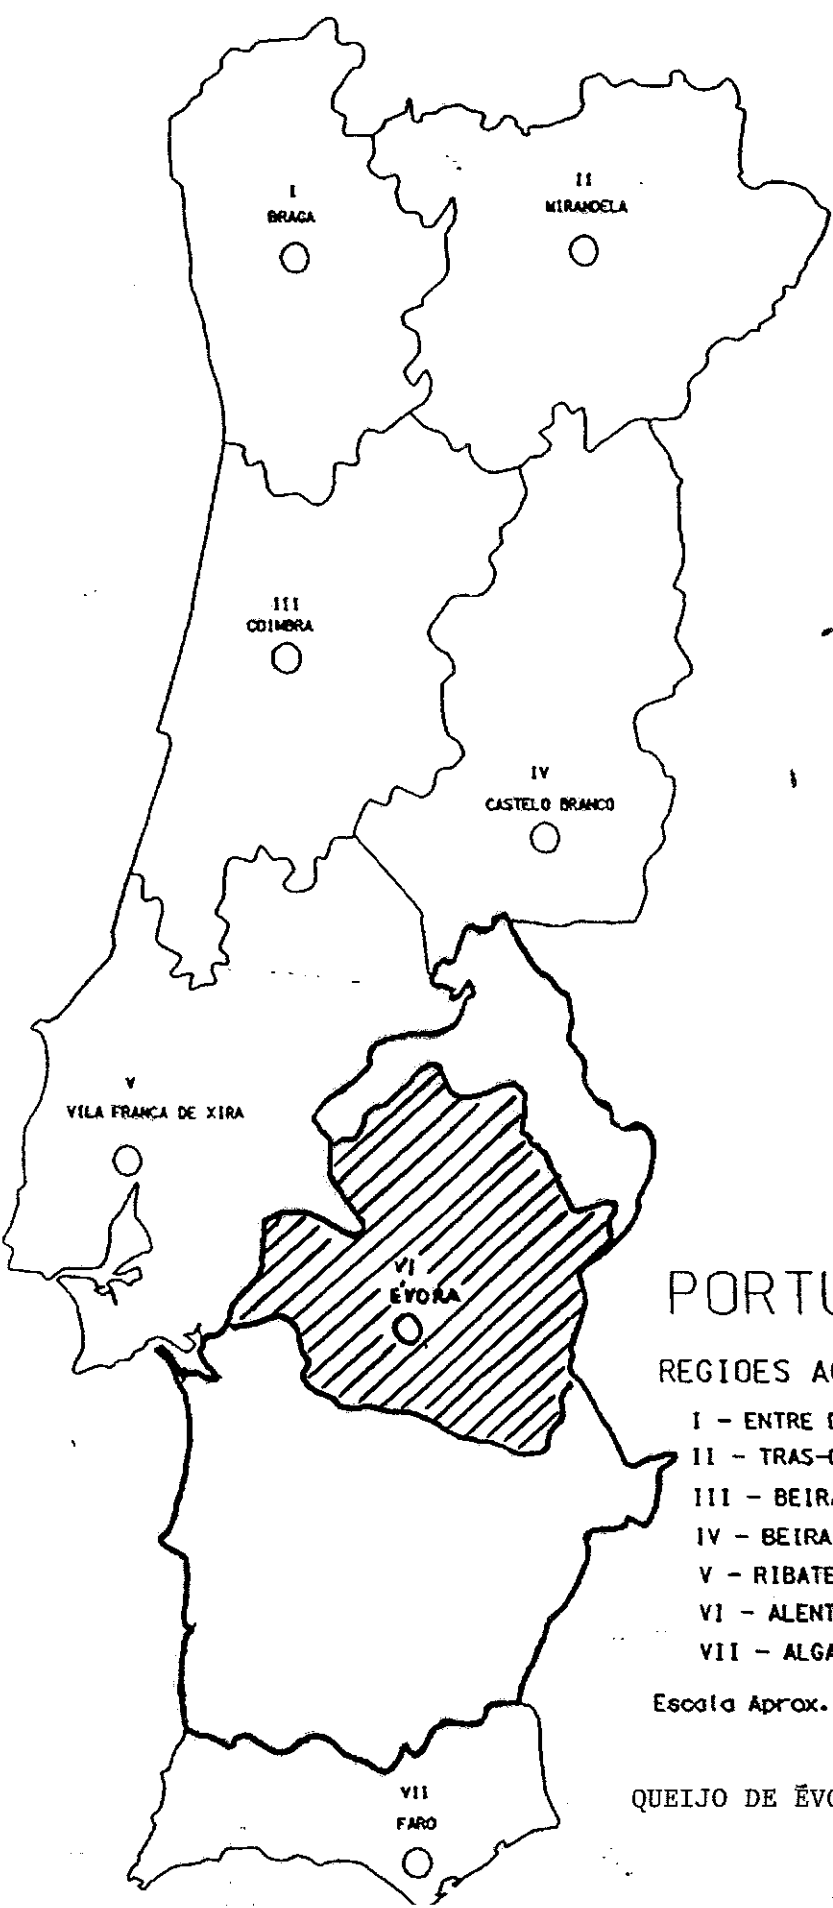 I
BRAGA
II
MIRANDELA
III
COIMBRA
IV
CASTELO BRANCO
V
VILA FRANCA DE XIRA
VI
ÉVORA
PORTU
REGIOES A
I - ENTRE
II - TRAS-
III - BEIRA
IV - BEIRA
V - RIBATE
VI - ALENT
VII - ALGA
Escala Aprox.
VII
FARO
QUEIJO DE ÉVO